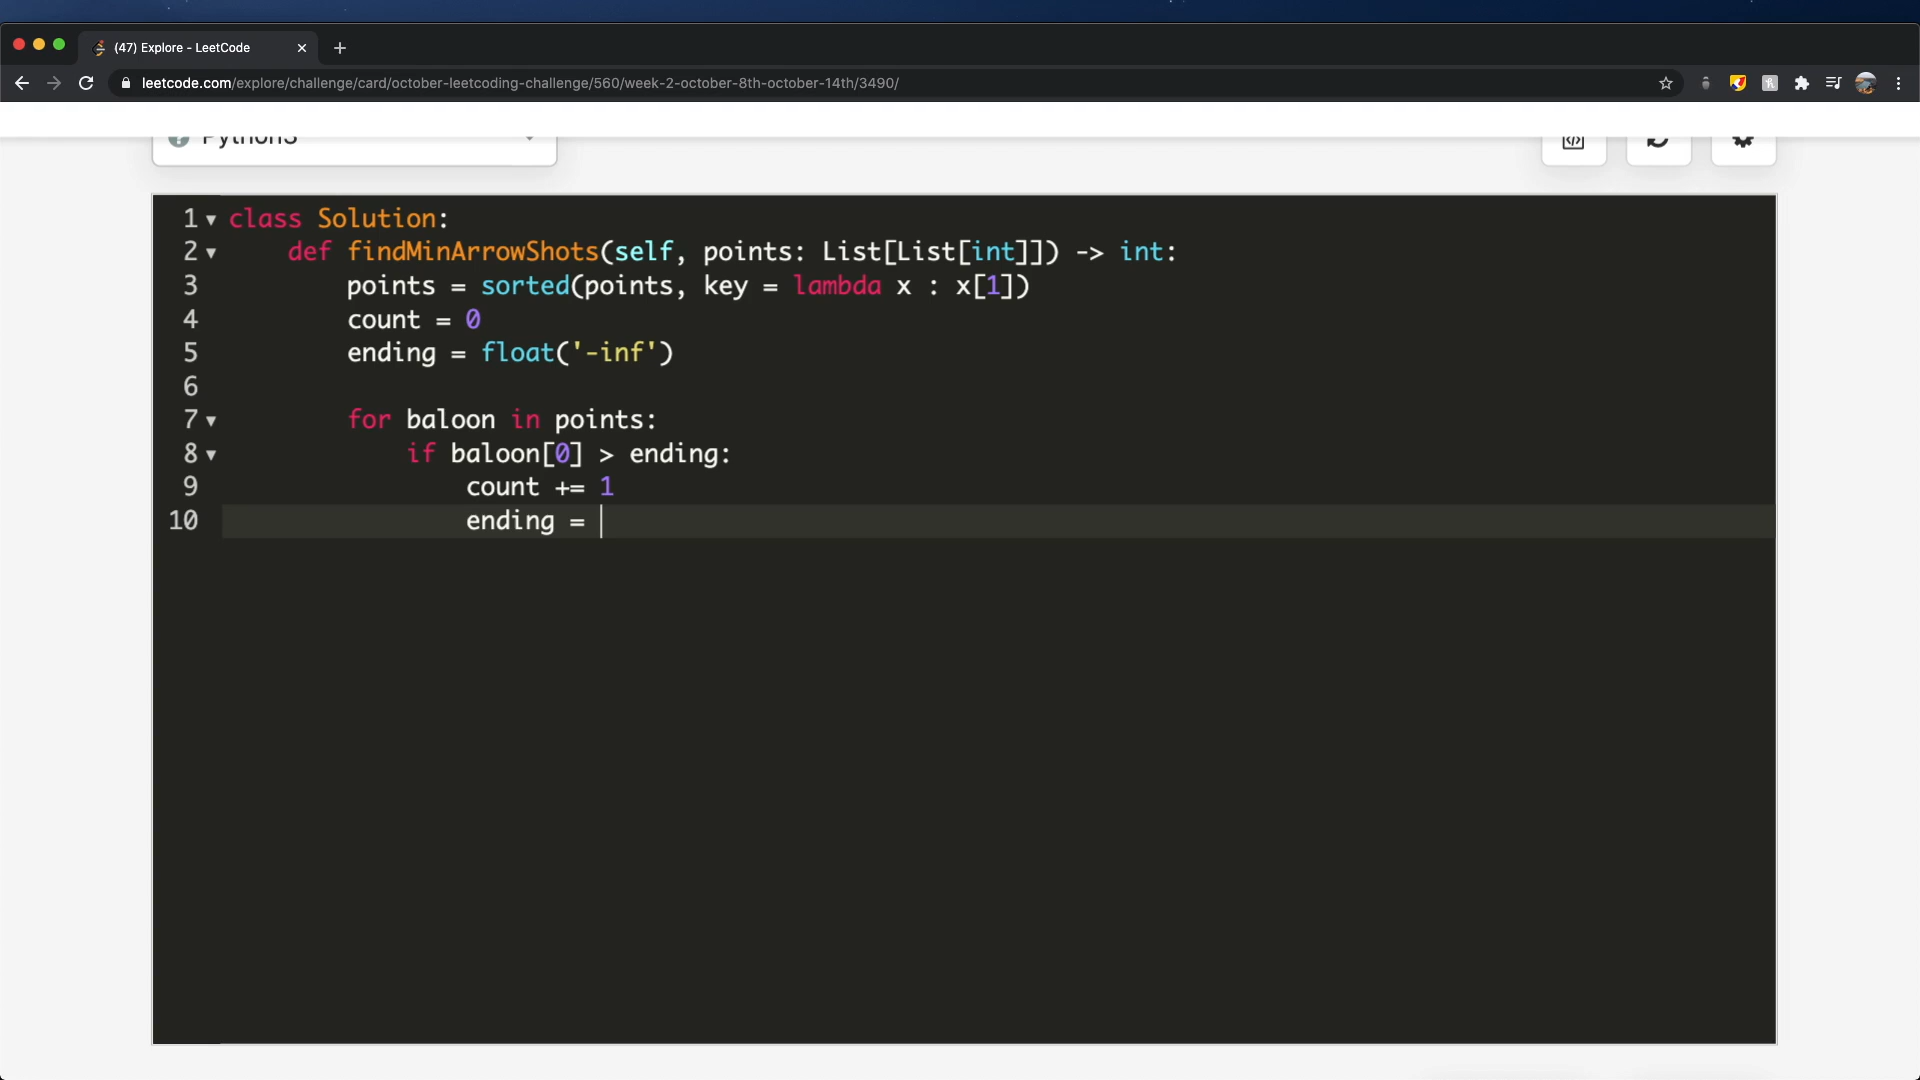 (47) Explore - LeetCode
leetcode.com/explore/challenge/card/october-leetcoding-challenge/560/week-2-october-8th-october-14th/3490/
Python3
1 class Solution:
2 def findMinArrowShots(self, points: List[List[int]]) -> int:
3 points = sorted(points, key = lambda x : x[1])
4 count = 0
5 ending = float('-inf')
6
7 for baloon in points:
8 if baloon[0] > ending:
9 count += 1
10 ending =